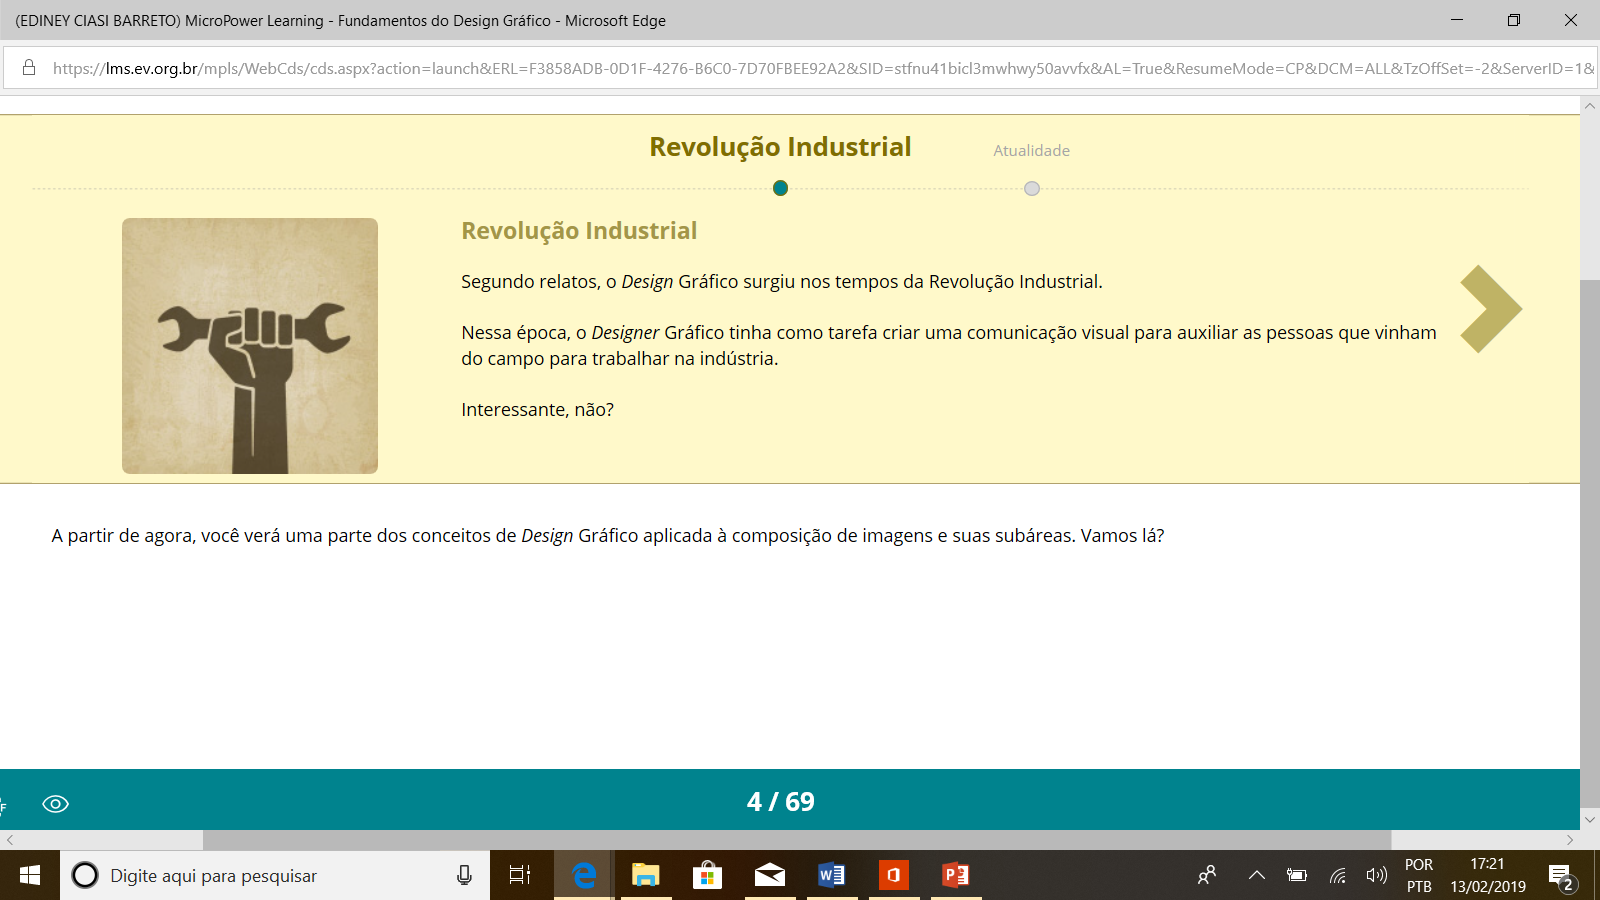 (EDINEY CIASI BARRETO) MicroPower Learning - Fundamentos do Design Gráfico - Microsoft Edge
https://lms.ev.org.br/mpls/WebCds/cds.aspx?action=launch&ERL=F3858ADB-0D1F-4276-B6C0-7D70FBEE92A2&SID=stfnu41bicl3mwhwy50avvfx&AL=True&ResumeMode=CP&DCM=ALL&TzOffSet=-2&ServerID=1&
Revolução Industrial
Atualidade
Revolução Industrial
Segundo relatos, o Design Gráfico surgiu nos tempos da Revolução Industrial.
Nessa época, o Designer Gráfico tinha como tarefa criar uma comunicação visual para auxiliar as pessoas que vinham
do campo para trabalhar na indústria.
Interessante, não?
A partir de agora, você verá uma parte dos conceitos de Design Gráfico aplicada à composição de imagens e suas subáreas. Vamos lá?
4 / 69
Digite aqui para pesquisar
POR
PTB
17:21
13/02/2019
2